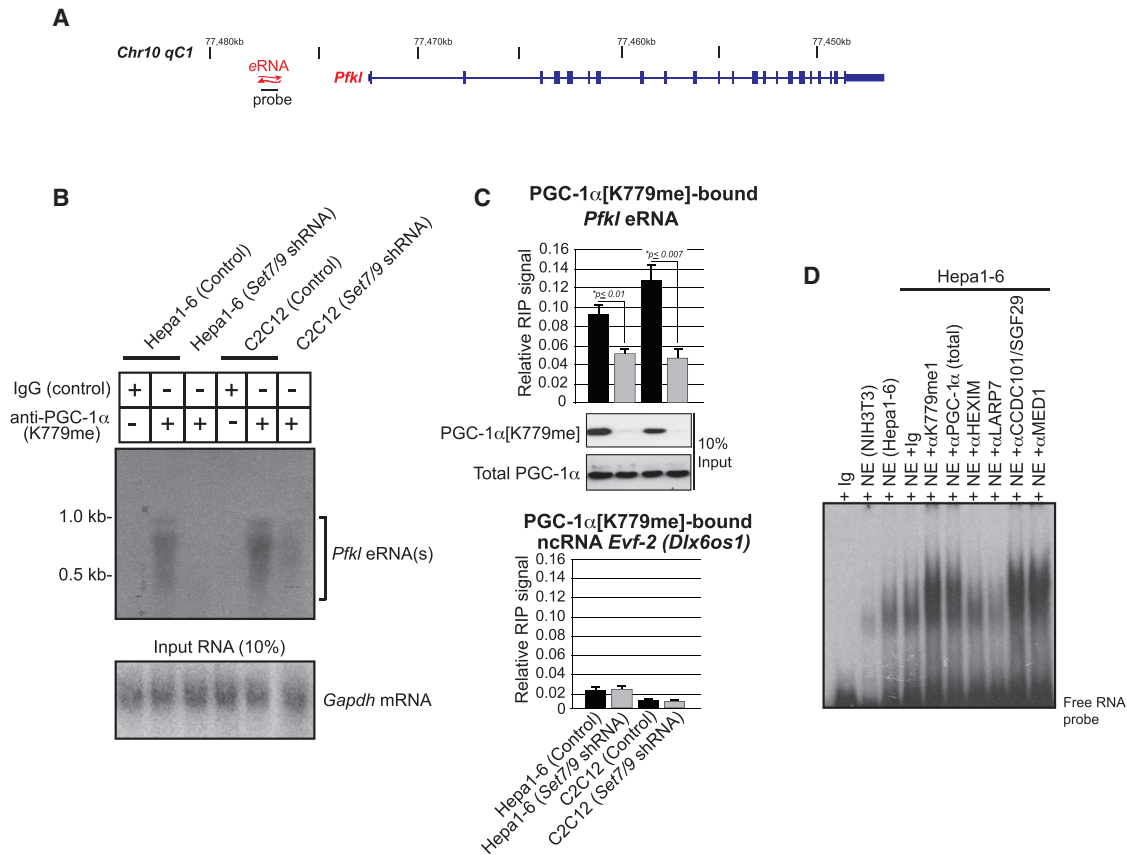 A
Chr10 qC1
77,480kb
77,470kb
77,460kb
77,450kb
eRNA
probe
Pfkl
B
Hepa1-6 (Control)
Hepa1-6 (Set7/9 shRNA)
C2C12 (Control)
C2C12 (Set7/9 shRNA)
IgG (control) + - - + - -
anti-PGC-1α - + + - + +
(K779me)
1.0 kb-
0.5 kb-
Pfkl eRNA(s)
Input RNA (10%)
Gapdh mRNA
C
PGC-1α[K779me]-bound
Pfkl eRNA
Relative RIP signal
0.16
0.14
0.12
0.10
0.08
0.06
0.04
0.02
0
*p≤ 0.01
*p≤ 0.007
PGC-1α[K779me]
Total PGC-1α
10%
Input
PGC-1α[K779me]-bound
ncRNA Evf-2 (Dlx6os1)
Relative RIP signal
0.16
0.14
0.12
0.10
0.08
0.06
0.04
0.02
0
Hepa1-6 (Control)
Hepa1-6 (Set7/9 shRNA)
C2C12 (Control)
C2C12 (Set7/9 shRNA)
D
Hepa1-6
+ Ig
+ NE (NIH3T3)
+ NE (Hepa1-6)
+ NE +Ig
+ NE +αK779me1
+ NE +αPGC-1α (total)
+ NE +αHEXIM
+ NE +αLARP7
+ NE +αCCDC101/SGF29
+ NE +αMED1
Free RNA
probe